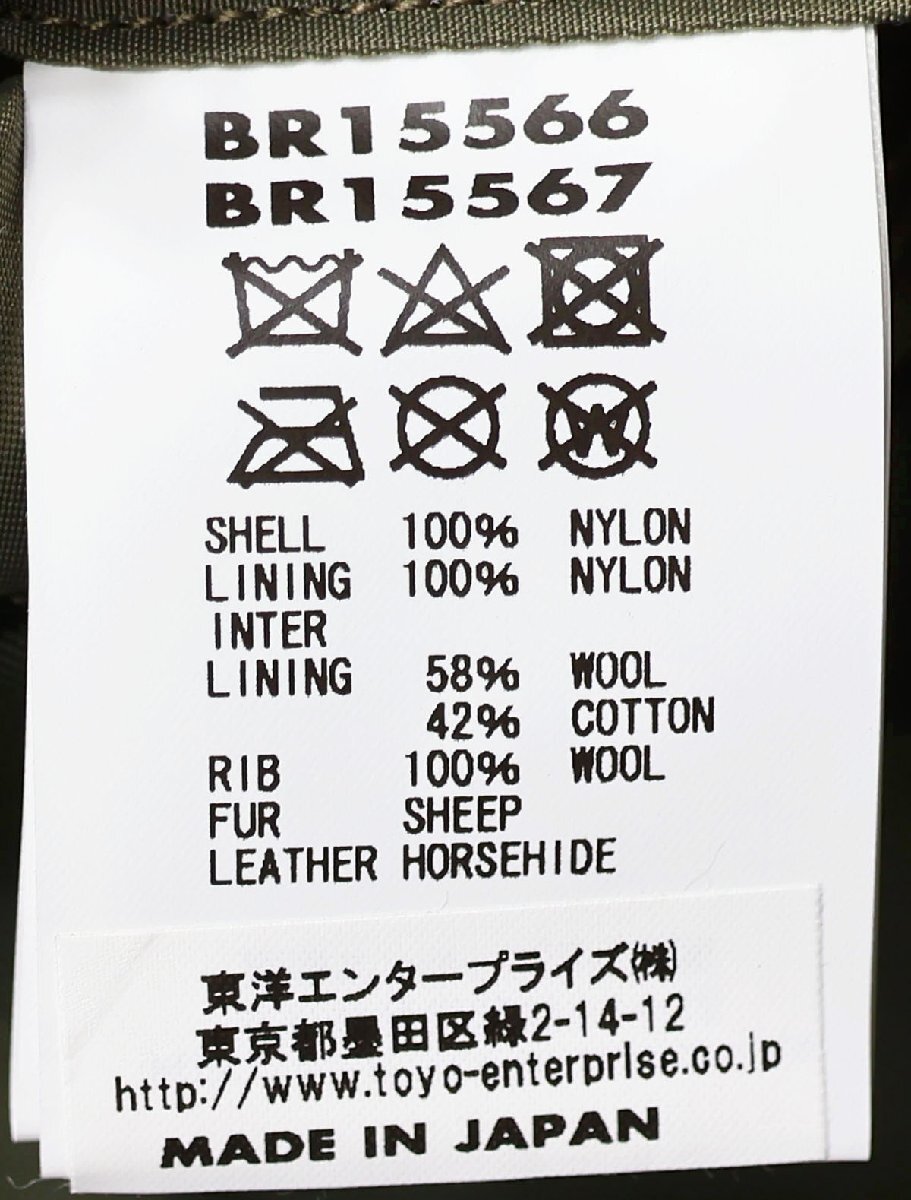 BR15566
BR15567
W
SHELL 100% NYLON
LINING 100% NYLON
INTER
LINING 58% WOOL
42% COTTON
RIB 100% WOOL
FUR SHEEP
LEATHER HORSEHIDE
東洋エンタープライズ㈱
東京都墨田区緑2-14-12
http://www.toyo-enterprise.co.jp
MADE IN JAPAN